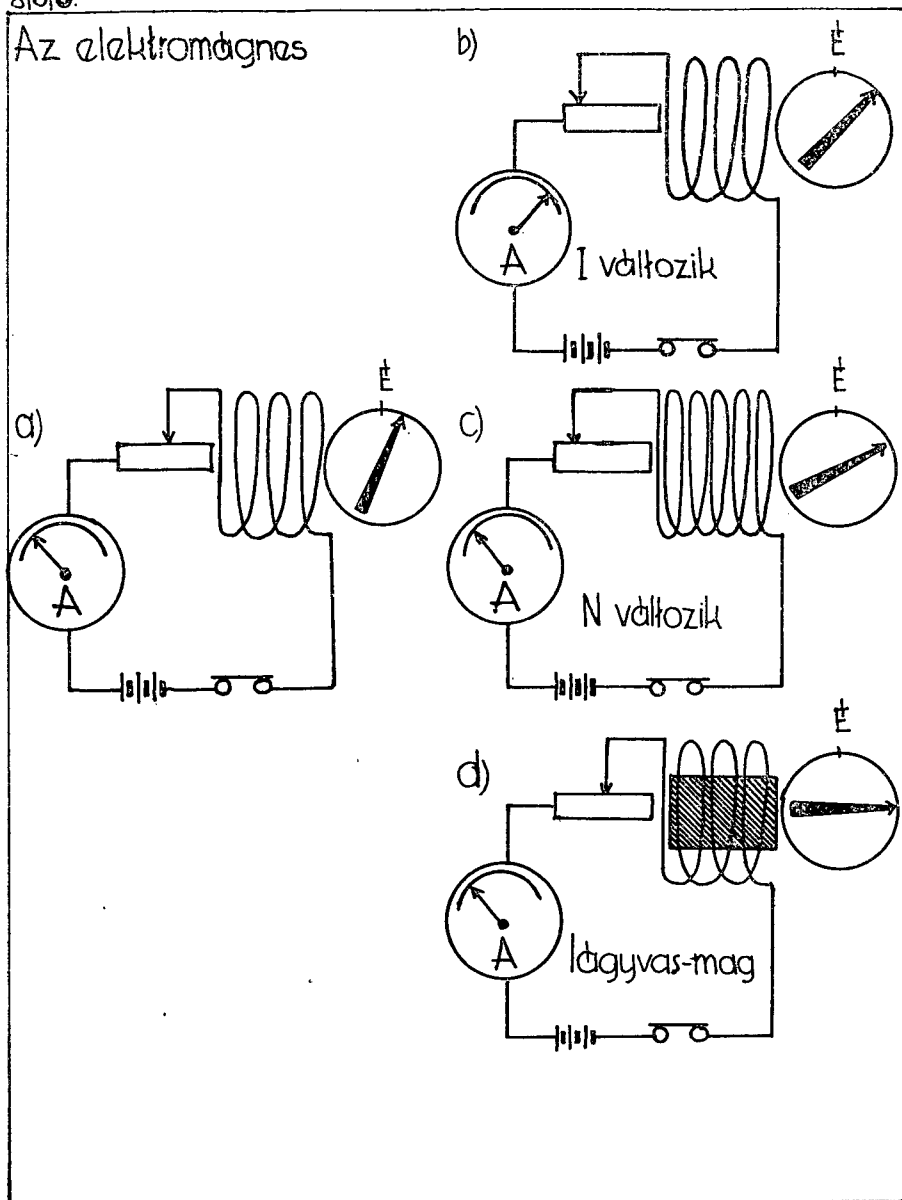 Az elektromágnes
b)
É
A
I változik
a)
É
A
c)
É
A
N változik
d)
É
A
lágyvas-mag